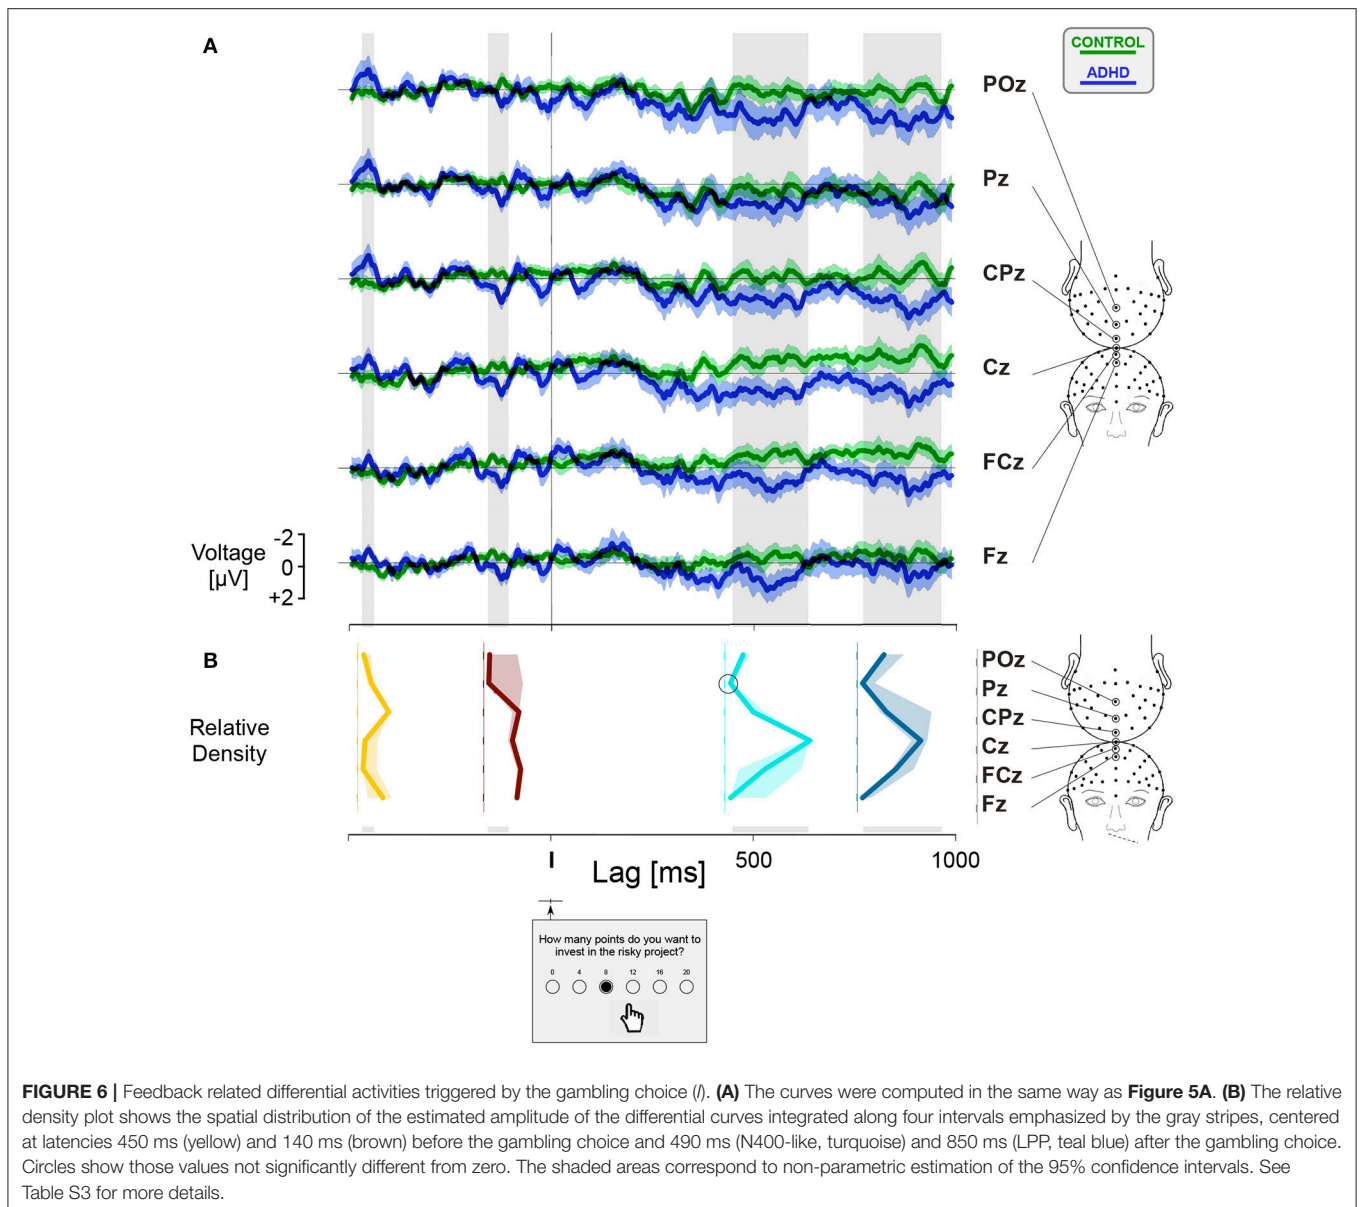 A
CONTROL
ADHD
POz
Pz
CPz
Cz
FCz
Fz
Voltage
[µV]
-2
0
+2
B
Relative
Density
POz
Pz
CPz
Cz
FCz
Fz
I
500
1000
Lag [ms]
How many points do you want to
invest in the risky project?
0 4 8 12 16 20
FIGURE 6 | Feedback related differential activities triggered by the gambling choice (I). (A) The curves were computed in the same way as Figure 5A. (B) The relative
density plot shows the spatial distribution of the estimated amplitude of the differential curves integrated along four intervals emphasized by the gray stripes, centered
at latencies 450 ms (yellow) and 140 ms (brown) before the gambling choice and 490 ms (N400-like, turquoise) and 850 ms (LPP, teal blue) after the gambling choice.
Circles show those values not significantly different from zero. The shaded areas correspond to non-parametric estimation of the 95% confidence intervals. See
Table S3 for more details.